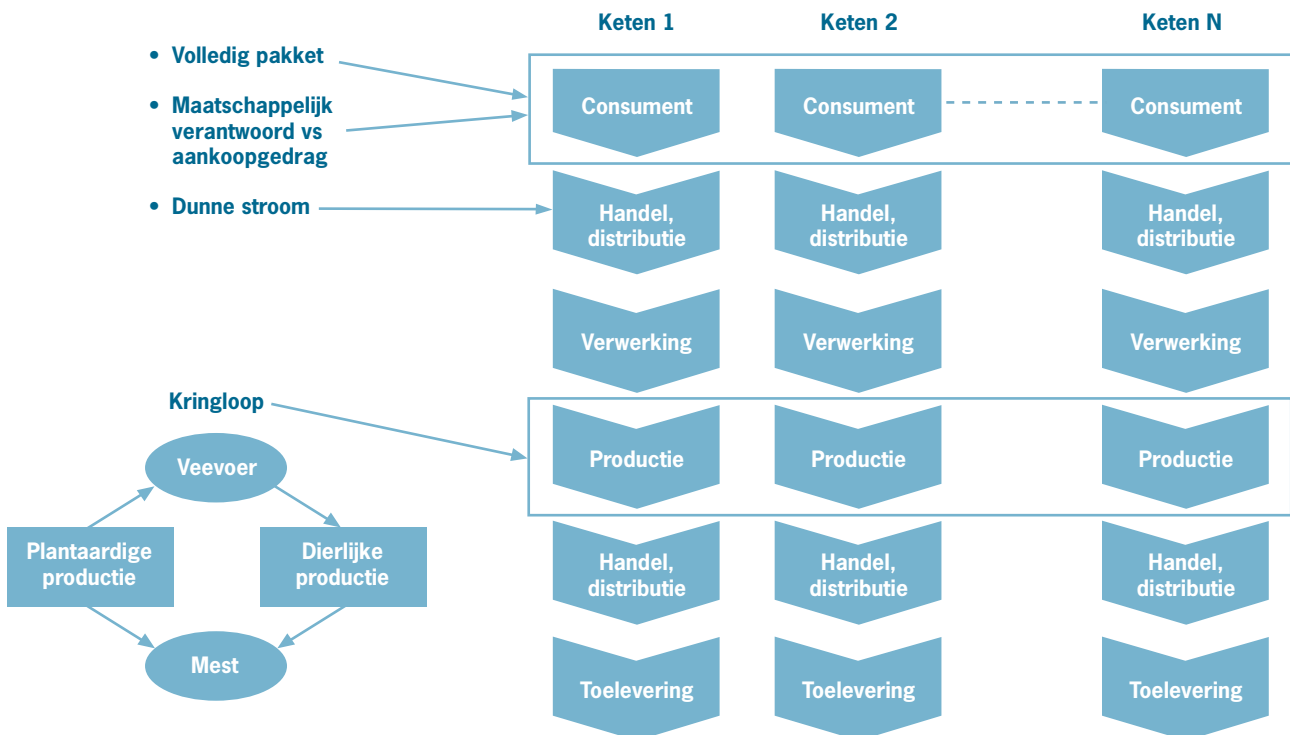 Keten 1 Keten 2 Keten N
• Volledig pakket
• Maatschappelijk
verantwoord vs
aankoopgedrag
• Dunne stroom
Consument Consument Consument
Handel,
distributie
Handel,
distributie
Handel,
distributie
Verwerking Verwerking Verwerking
Kringloop
Productie Productie Productie
Veevoer
Plantaardige
productie
Dierlijke
productie
Mest
Handel,
distributie
Handel,
distributie
Handel,
distributie
Toelevering Toelevering Toelevering